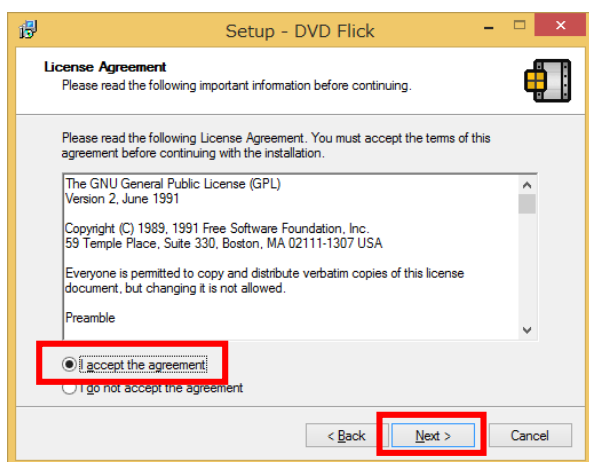 Setup - DVD Flick
License Agreement
Please read the following important information before continuing.
Please read the following License Agreement. You must accept the terms of this
agreement before continuing with the installation.
The GNU General Public License (GPL)
Version 2, June 1991
Copyright (C) 1989, 1991 Free Software Foundation, Inc.
59 Temple Place, Suite 330, Boston, MA 02111-1307 USA
Everyone is permitted to copy and distribute verbatim copies of this license
document, but changing it is not allowed.
Preamble
I accept the agreement
I do not accept the agreement
< Back
Next >
Cancel